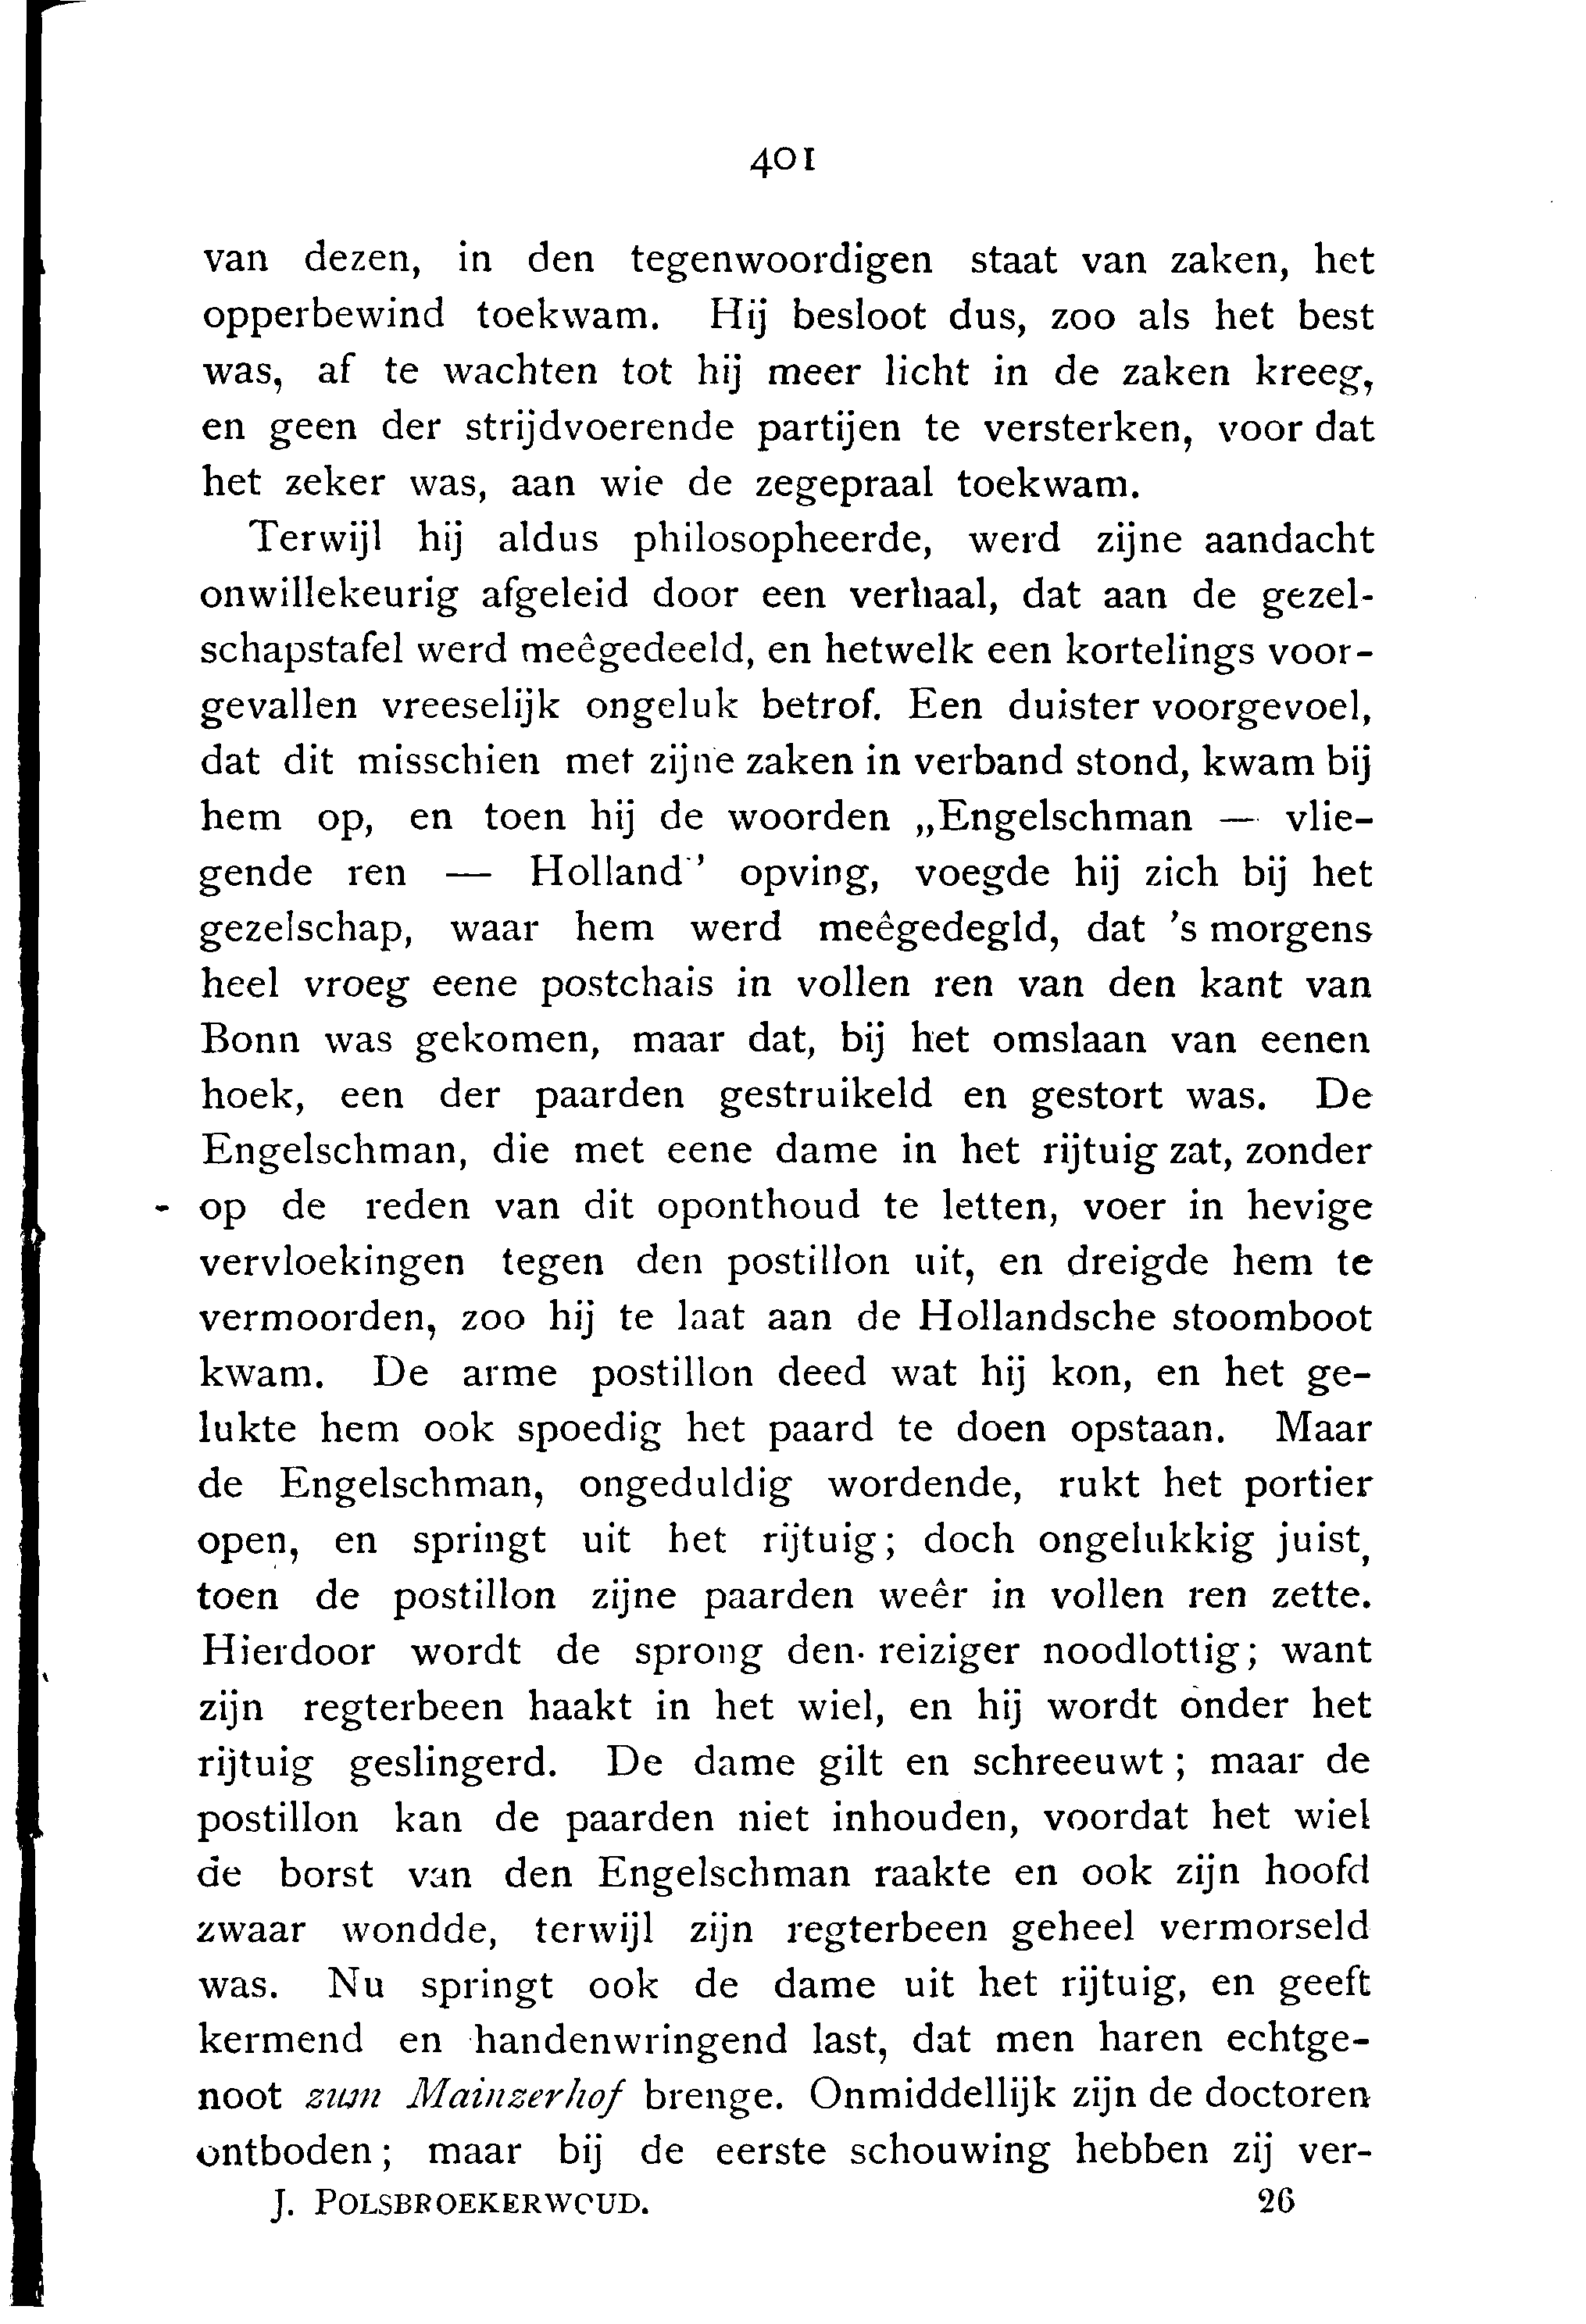 401
van dezen, in den tegenwoordigen staat van zaken, het
opperbewind toekwam. Hij besloot dus, zoo als het best
was, af te wachten tot hij meer licht in de zaken kreeg,
en geen der strijdvoerende partijen te versterken, voor dat
het zeker was, aan wie de zegepraal toekwam.
Terwijl hij aldus philosopheerde, werd zijne aandacht
onwillekeurig afgeleid door een verhaal, dat aan de gezel-
schapstafel werd meêgedeeld, en hetwelk een kortelings voor-
gevallen vreeselijk ongeluk betrof. Een duister voorgevoel,
dat dit misschien met zijne zaken in verband stond, kwam bij
hem op, en toen hij de woorden „Engelschman — vlie-
gende ren — Holland” opving, voegde hij zich bij het
gezelschap, waar hem werd meêgedegld, dat 's morgens
heel vroeg eene postchais in vollen ren van den kant van
Bonn was gekomen, maar dat, bij het omslaan van eenen
hoek, een der paarden gestruikeld en gestort was. De
Engelschman, die met eene dame in het rijtuig zat, zonder
op de reden van dit oponthoud te letten, voer in hevige
vervloekingen tegen den postillon uit, en dreigde hem te
vermoorden, zoo hij te laat aan de Hollandsche stoomboot
kwam. De arme postillon deed wat hij kon, en het ge-
lukte hem ook spoedig het paard te doen opstaan. Maar
de Engelschman, ongeduldig wordende, rukt het portier
open, en springt uit het rijtuig; doch ongelukkig juist,
toen de postillon zijne paarden weêr in vollen ren zette.
Hierdoor wordt de sprong den reiziger noodlottig; want
zijn regterbeen haakt in het wiel, en hij wordt onder het
rijtuig geslingerd. De dame gilt en schreeuwt; maar de
postillon kan de paarden niet inhouden, voordat het wiel
de borst van den Engelschman raakte en ook zijn hoofd
zwaar wondde, terwijl zijn regterbeen geheel vermorseld
was. Nu springt ook de dame uit het rijtuig, en geeft
kermend en handenwringend last, dat men haren echtge-
noot zum Mainzerhof brenge. Onmiddellijk zijn de doctoren
ontboden; maar bij de eerste schouwing hebben zij ver-
J. POLSBROEKERWOUD. 26